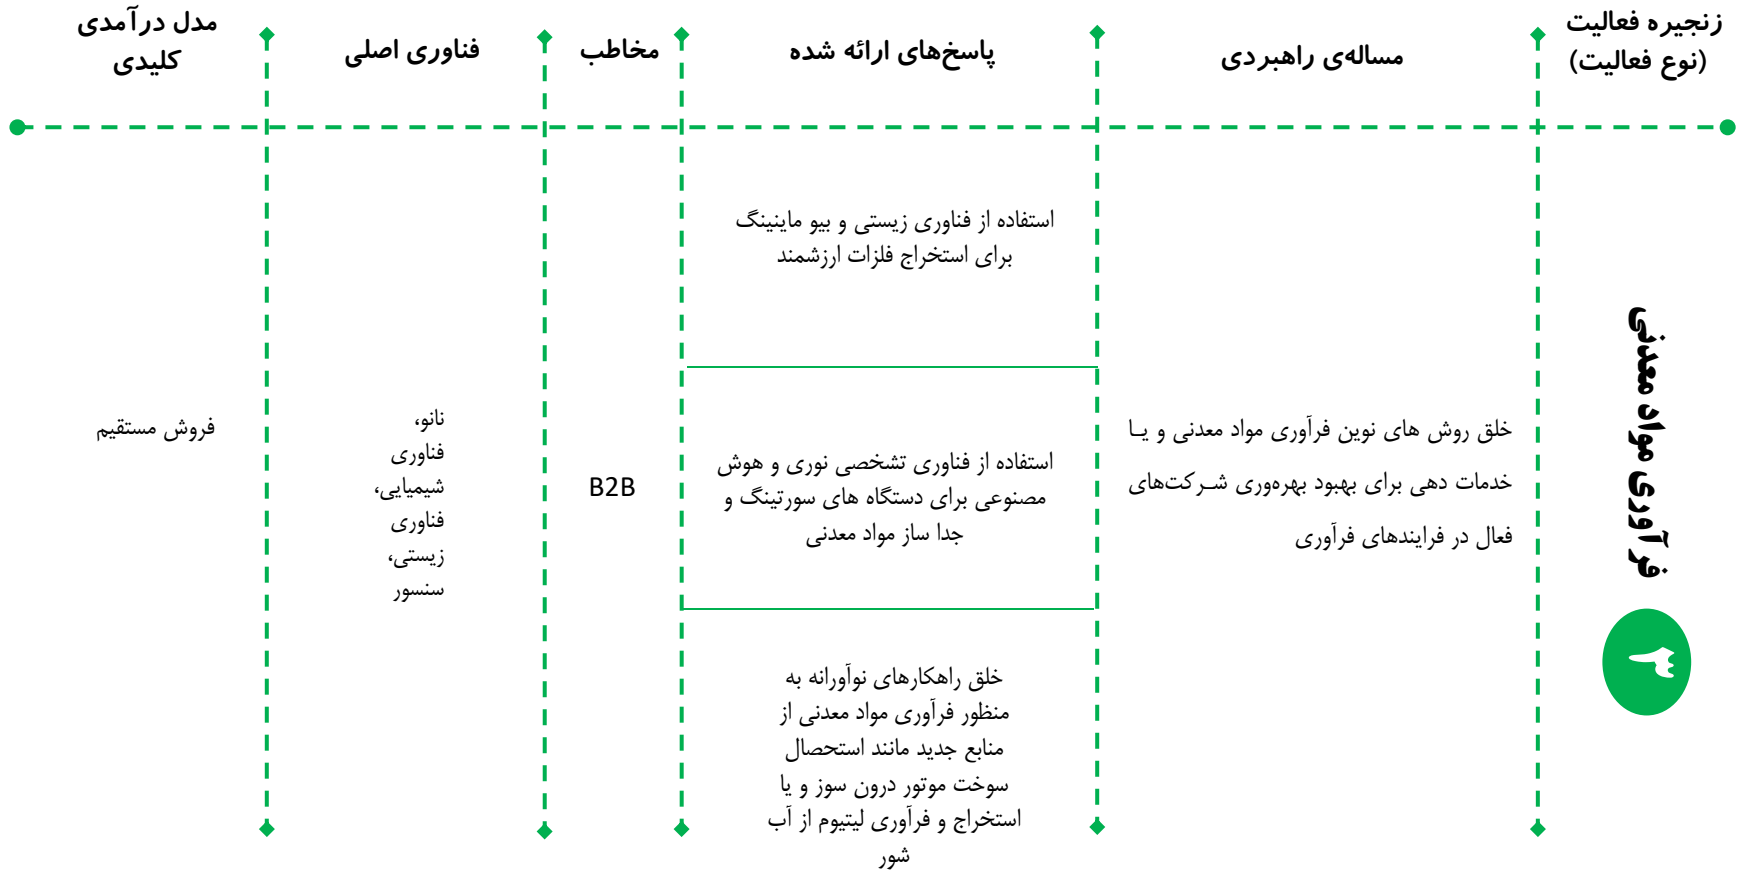 زنجیره فعالیت
(نوع فعالیت)
مساله‌ی راهبردی
پاسخ‌های ارائه شده
مخاطب
فناوری اصلی
مدل درآمدی
کلیدی
فرآوری مواد معدنی
۳
خلق روش های نوین فرآوری مواد معدنی و یـا
خدمات دهی برای بهبود بهره‌وری شـرکت‌های
فعال در فرایندهای فرآوری
استفاده از فناوری زیستی و بیو ماینینگ
برای استخراج فلزات ارزشمند
استفاده از فناوری تشخصی نوری و هوش
مصنوعی برای دستگاه های سورتینگ و
جدا ساز مواد معدنی
خلق راهکارهای نوآورانه به
منظور فرآوری مواد معدنی از
منابع جدید مانند استحصال
سوخت موتور درون سوز و یا
استخراج و فرآوری لیتیوم از آب
شور
B2B
نانو،
فناوری
شیمیایی،
فناوری
زیستی،
سنسور
فروش مستقیم